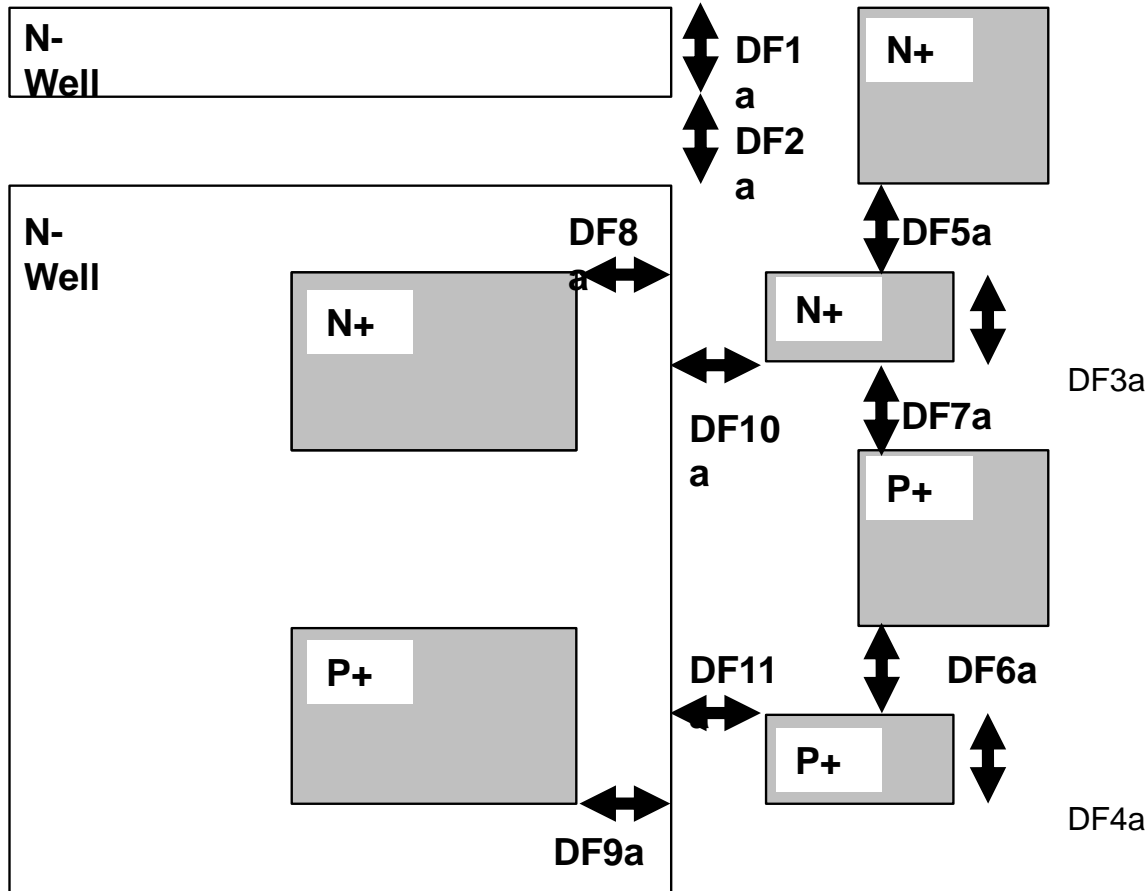 N-
Well
DF1
a
N+
DF2
a
N-
Well
DF8
a
DF5a
N+
N+
DF3a
DF10
a
DF7a
P+
P+
DF11
a
DF6a
P+
DF9a
DF4a